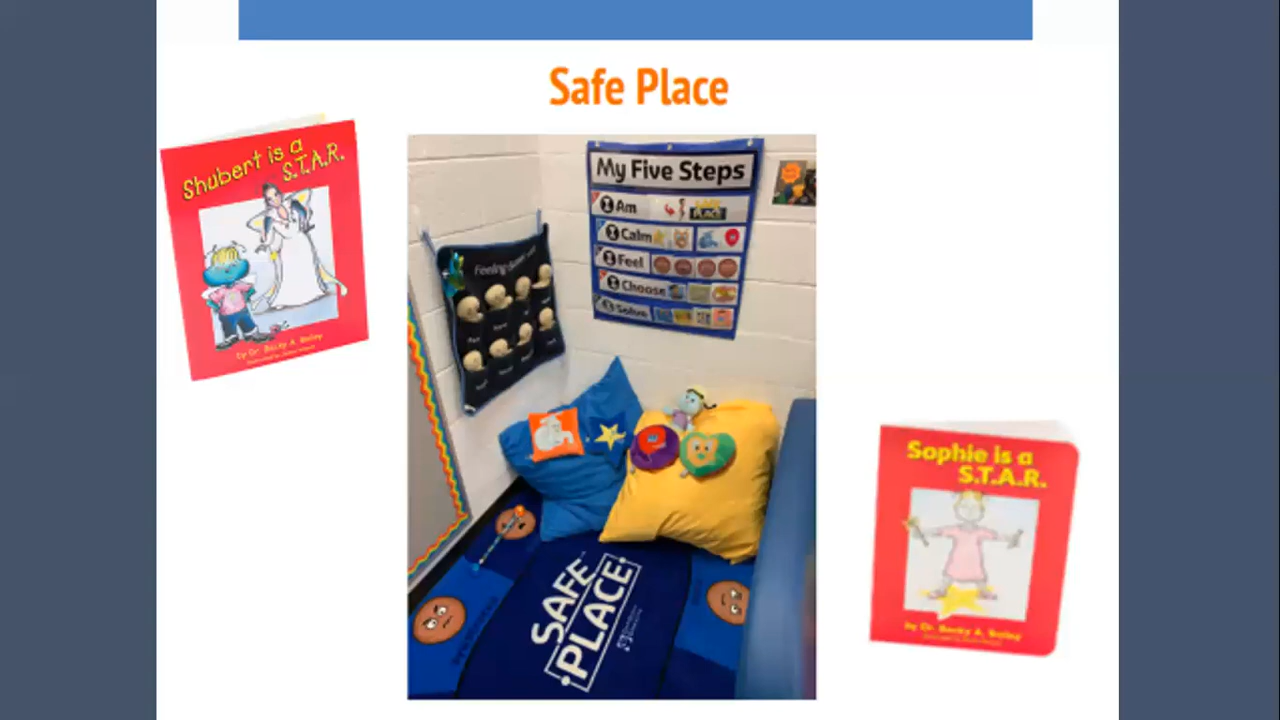 Safe Place
Shubert is a
S.T.A.R.
by Dr. Becky A. Bailey
My Five Steps
I Am
I Calm
I Feel
I Choose
I Solve
SAFE
PLACE
Sophie is a
S.T.A.R.
by Dr. Becky A. Bailey